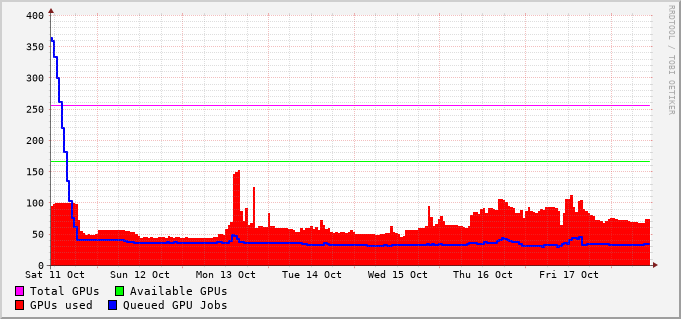 400
350
300
250
200
150
100
50
0
Sat 11 Oct Sun 12 Oct Mon 13 Oct Tue 14 Oct Wed 15 Oct Thu 16 Oct Fri 17 Oct
Total GPUs Available GPUs
GPUs used Queued GPU Jobs
RRDTOOL / TOBI OETIKER